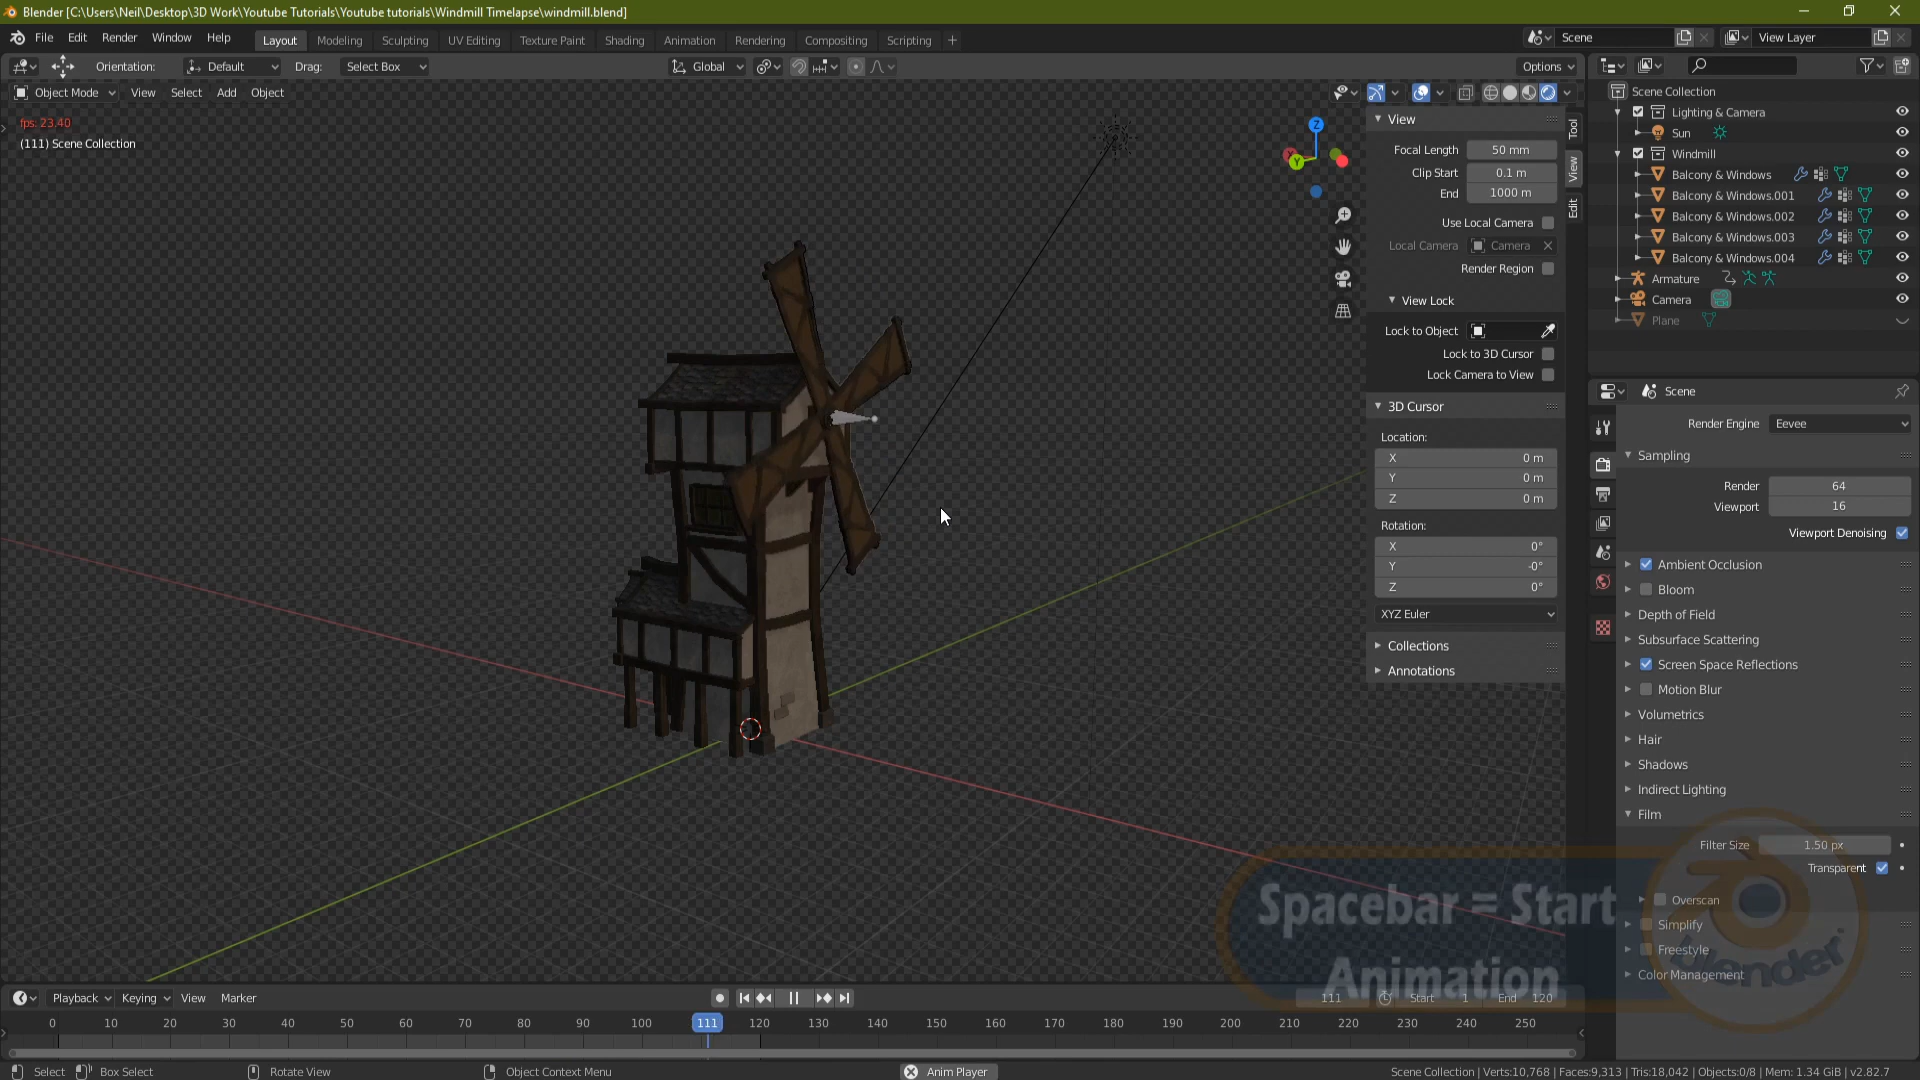 Blender [C:\Users\Neil\Desktop\3D Work\Youtube Tutorials\Youtube tutorials\Windmill Timelapse\windmill.blend]
File Edit Render Window Help Layout Modeling Sculpting UV Editing Texture Paint Shading Animation Rendering Compositing Scripting + Scene View Layer
Orientation: Default Drag: Select Box Global Options
Object Mode View Select Add Object
fps: 23.40
(111) Scene Collection
View
Focal Length 50 mm
Clip Start 0.1 m
End 1000 m
Use Local Camera
Local Camera Camera
Render Region
View Lock
Lock to Object
Lock to 3D Cursor
Lock Camera to View
3D Cursor
Location:
X 0 m
Y 0 m
Z 0 m
Rotation:
X 0°
Y -0°
Z 0°
XYZ Euler
Collections
Annotations
Tool
View
Edit
Z
X
Y
Scene Collection
Lighting & Camera
Sun
Windmill
Balcony & Windows
Balcony & Windows.001
Balcony & Windows.002
Balcony & Windows.003
Balcony & Windows.004
Armature
Camera
Plane
Scene
Render Engine Eevee
Sampling
Render 64
Viewport 16
Viewport Denoising
Ambient Occlusion
Bloom
Depth of Field
Subsurface Scattering
Screen Space Reflections
Motion Blur
Volumetrics
Hair
Shadows
Indirect Lighting
Film
Filter Size 1.50 px
Transparent
Overscan
Simplify
Freestyle
Color Management
Spacebar = Start
Animation
blender
Playback Keying View Marker 111 Start 1 End 120
0 10 20 30 40 50 60 70 80 90 100 111 120 130 140 150 160 170 180 190 200 210 220 230 240 250
Select Box Select Rotate View Object Context Menu Anim Player Scene Collection | Verts:10,768 | Faces:9,313 | Tris:18,042 | Objects:0/8 | Mem: 1.34 GiB | v2.82.7